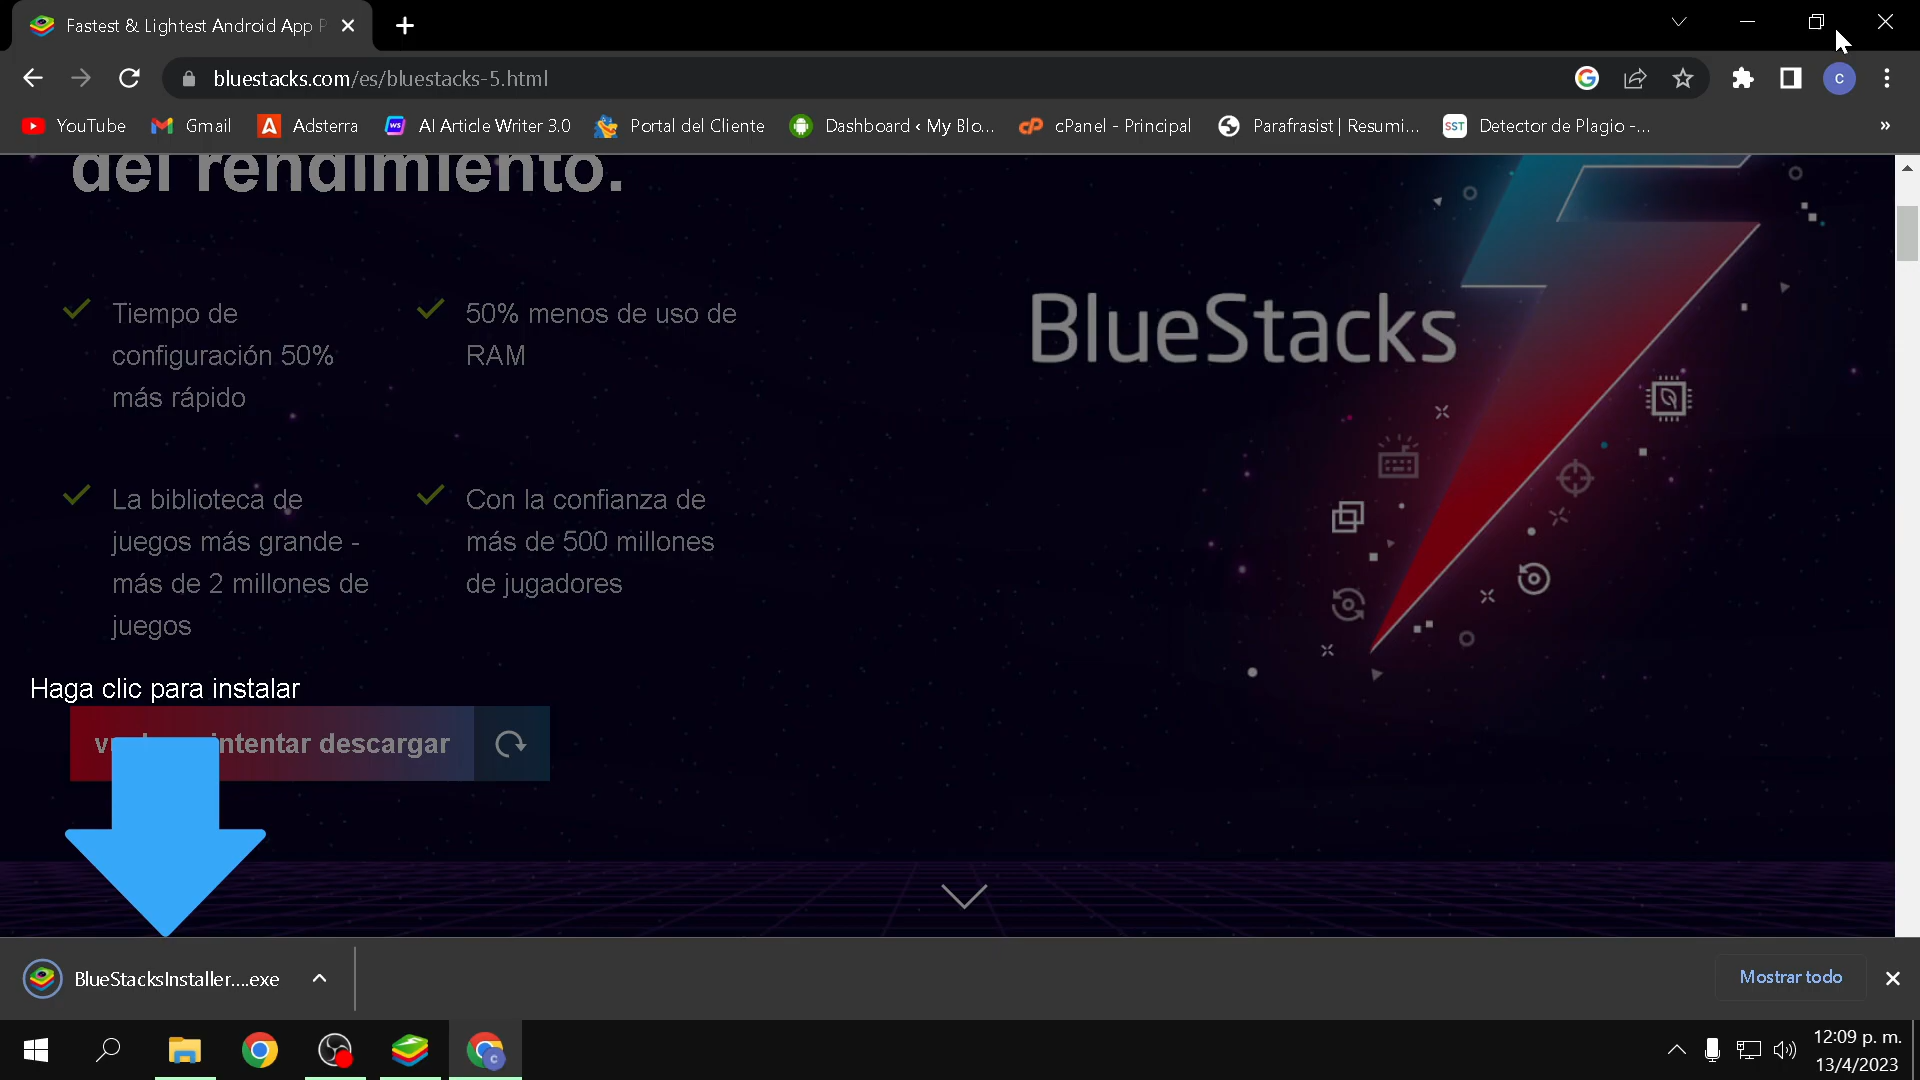 Fastest & Lightest Android App P
bluestacks.com/es/bluestacks-5.html
c
YouTube
Gmail
Adsterra
AI Article Writer 3.0
Portal del Cliente
Dashboard ‹ My Blo...
cPanel - Principal
Parafrasist | Resumi...
SST
Detector de Plagio -...
del rendimiento.
BlueStacks
Tiempo de
configuración 50%
más rápido
50% menos de uso de
RAM
La biblioteca de
juegos más grande -
más de 2 millones de
juegos
Con la confianza de
más de 500 millones
de jugadores
Haga clic para instalar
intentar descargar
BlueStacksInstaller....exe
Mostrar todo
12:09 p. m.
13/4/2023